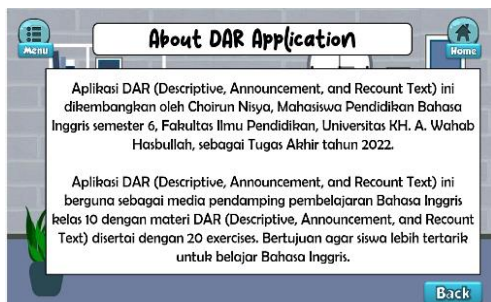 About DAR Application
Menu
Home
Aplikasi DAR (Descriptive, Announcement, and Recount Text) ini
dikembangkan oleh Choirun Nisya, Mahasiswa Pendidikan Bahasa
Inggris semester 6, Fakultas Ilmu Pendidikan, Universitas KH. A. Wahab
Hasbullah, sebagai Tugas Akhir tahun 2022.
Aplikasi DAR (Descriptive, Announcement, and Recount Text) ini
berguna sebagai media pendamping pembelajaran Bahasa Inggris
kelas 10 dengan materi DAR (Descriptive, Announcement, and Recount
Text) disertai dengan 20 exercises. Bertujuan agar siswa lebih tertarik
untuk belajar Bahasa Inggris.
Back